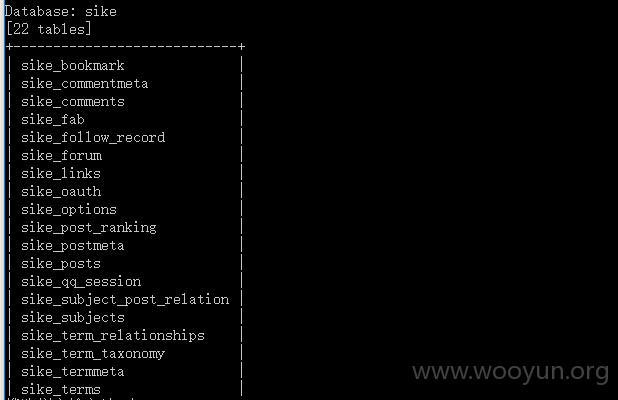 Database: sike
[22 tables]
+---------------------------+
| sike_bookmark |
| sike_commentmeta |
| sike_comments |
| sike_fab |
| sike_follow_record |
| sike_forum |
| sike_links |
| sike_oauth |
| sike_options |
| sike_post_ranking |
| sike_postmeta |
| sike_posts |
| sike_qq_session |
| sike_subject_post_relation |
| sike_subjects |
| sike_term_relationships |
| sike_term_taxonomy |
| sike_termmeta |
| sike_terms |
www.wooyun.org